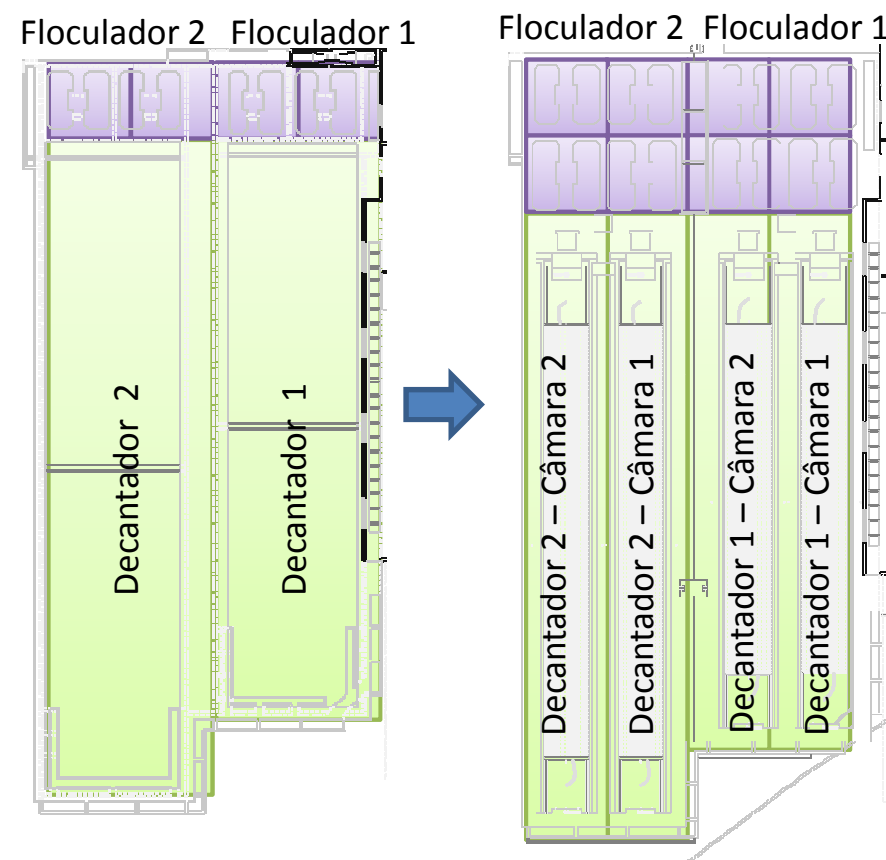 Floculador 2
Floculador 1
Decantador 2
Decantador 1
Floculador 2
Floculador 1
Decantador 2 – Câmara 2
Decantador 2 – Câmara 1
Decantador 1 – Câmara 2
Decantador 1 – Câmara 1